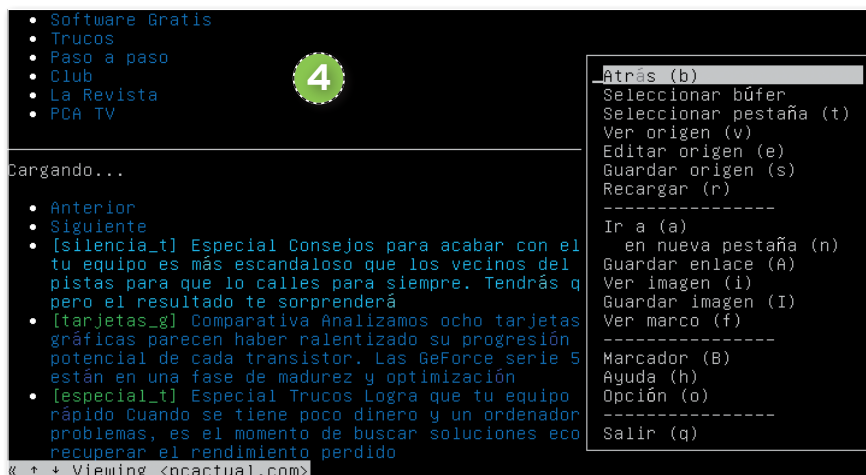 Software Gratis
Trucos
Paso a paso
Club
La Revista
PCA TV
4
Cargando...
Anterior
Siguiente
[silencia_t] Especial Consejos para acabar con el
tu equipo es más escandaloso que los vecinos del
pistas para que lo calles para siempre. Tendrás q
pero el resultado te sorprenderá
[tarjetas_g] Comparativa Analizamos ocho tarjetas
gráficas parecen haber ralentizado su progresión
potencial de cada transistor. Las GeForce serie 5
están en una fase de madurez y optimización
[especial_t] Especial Trucos Logra que tu equipo
rápido Cuando se tiene poco dinero y un ordenador
problemas, es el momento de buscar soluciones eco
recuperar el rendimiento perdido
« ↑ ↓ Viewing <pcactual.com>
Atrás (b)
Seleccionar búfer
Seleccionar pestaña (t)
Ver origen (v)
Editar origen (e)
Guardar origen (s)
Recargar (r)
----------------
Ir a (a)
en nueva pestaña (n)
Guardar enlace (A)
Ver imagen (i)
Guardar imagen (I)
Ver marco (f)
----------------
Marcador (B)
Ayuda (h)
Opción (o)
----------------
Salir (q)